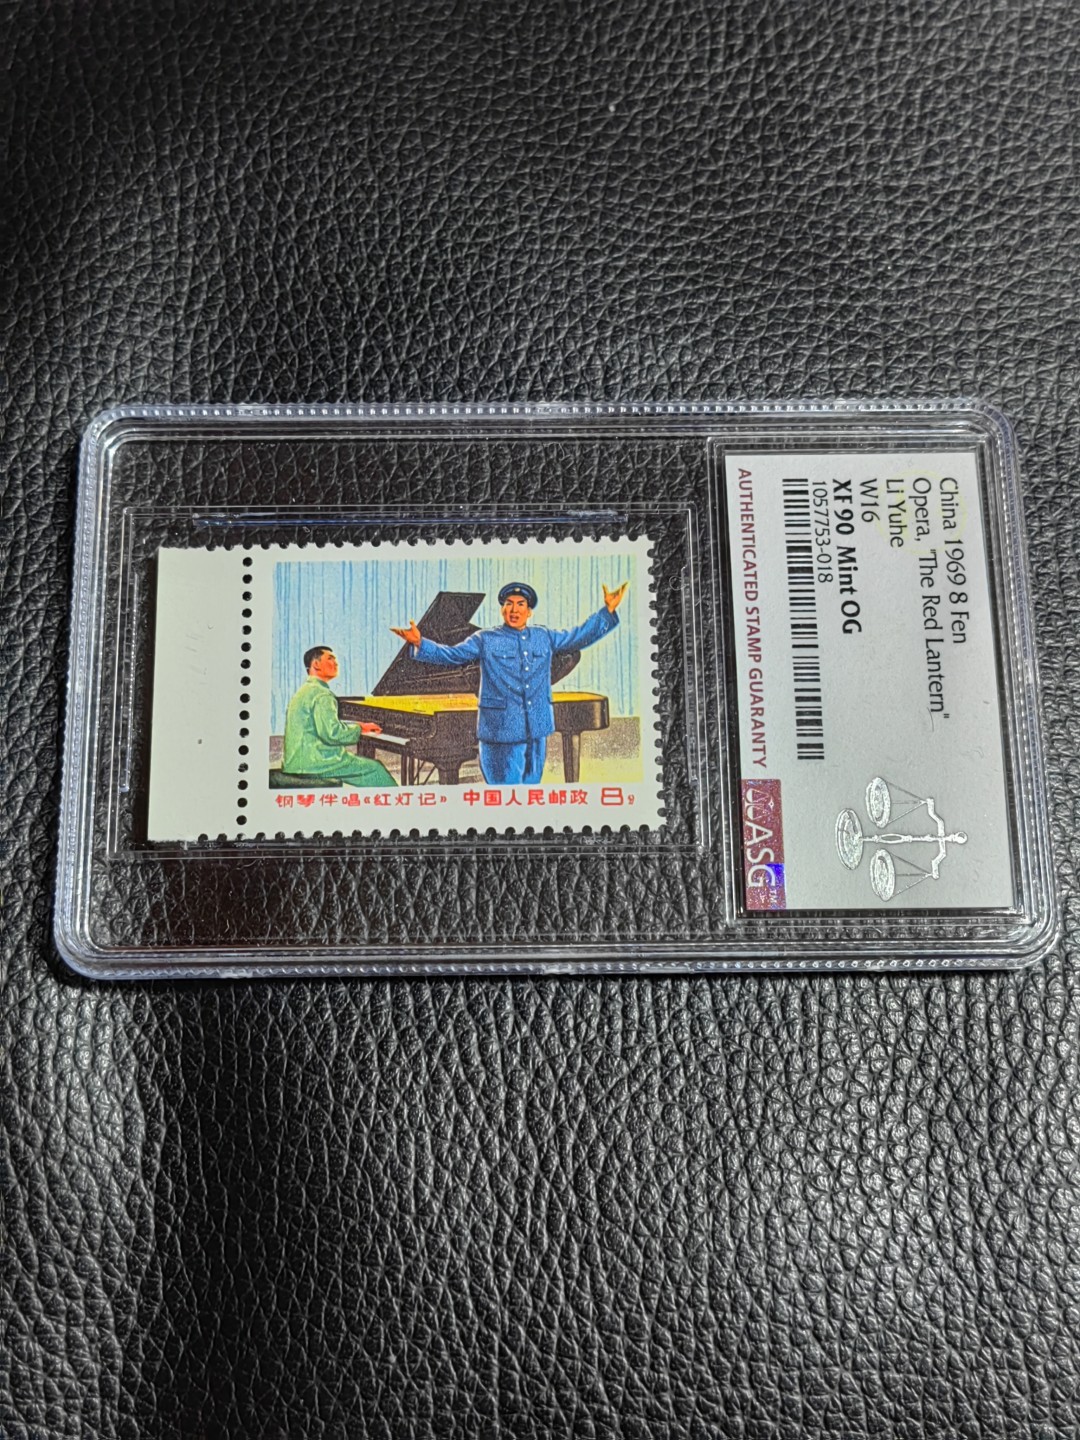 钢琴伴唱《红灯记》 中国人民邮政 8分
China 1969 8 Fen
Opera, "The Red Lantern"
Li Yuhe
W16
XF 90 Mint OG
1057753-018
AUTHENTICATED STAMP GUARANTY
ASG™